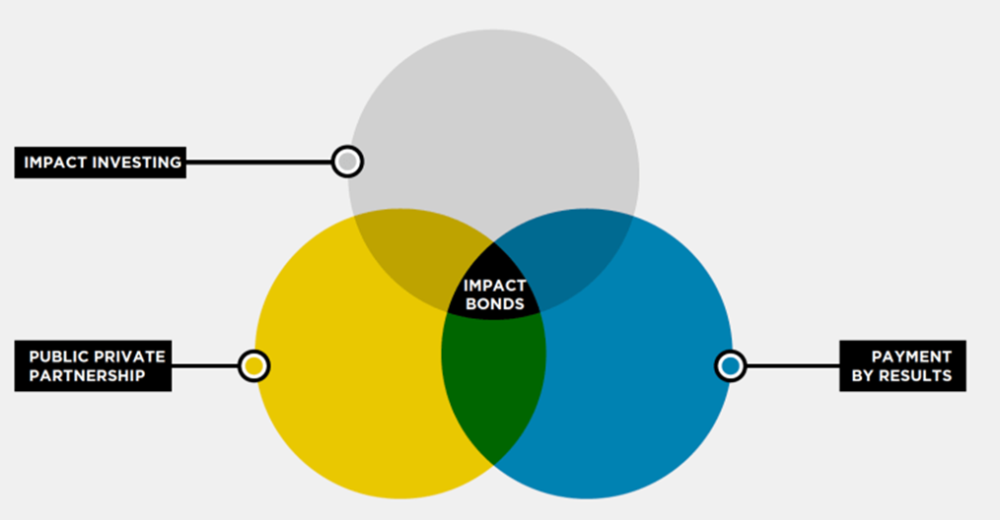 IMPACT INVESTING
IMPACT
BONDS
PUBLIC PRIVATE
PARTNERSHIP
PAYMENT
BY RESULTS